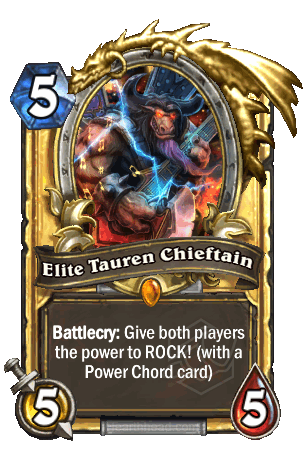 5
Elite Tauren Chieftain
Battlecry: Give both players
the power to ROCK! (with a
Power Chord card)
5
5